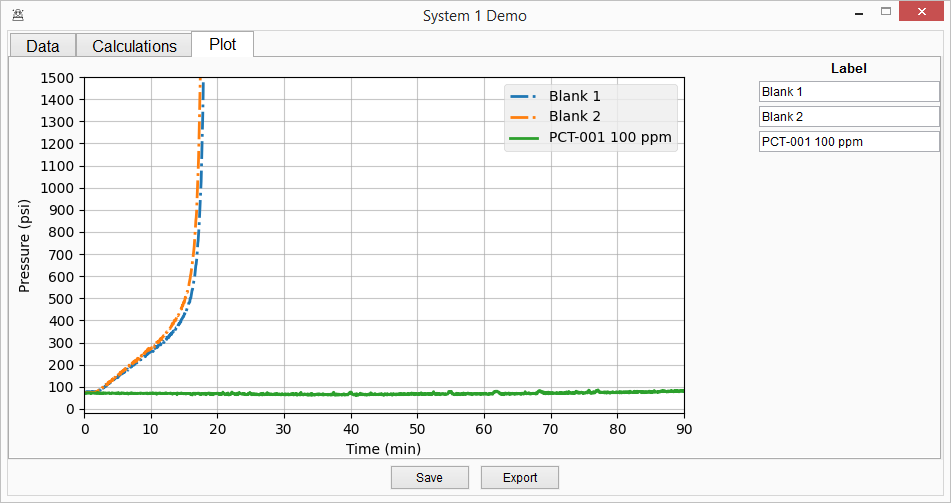 System 1 Demo
Data Calculations Plot
Label
Blank 1
Blank 2
PCT-001 100 ppm
1500
1400
1300
1200
1100
1000
900
800
700
600
500
400
300
200
100
0
Pressure (psi)
Blank 1
Blank 2
PCT-001 100 ppm
0 10 20 30 40 50 60 70 80 90
Time (min)
Save Export